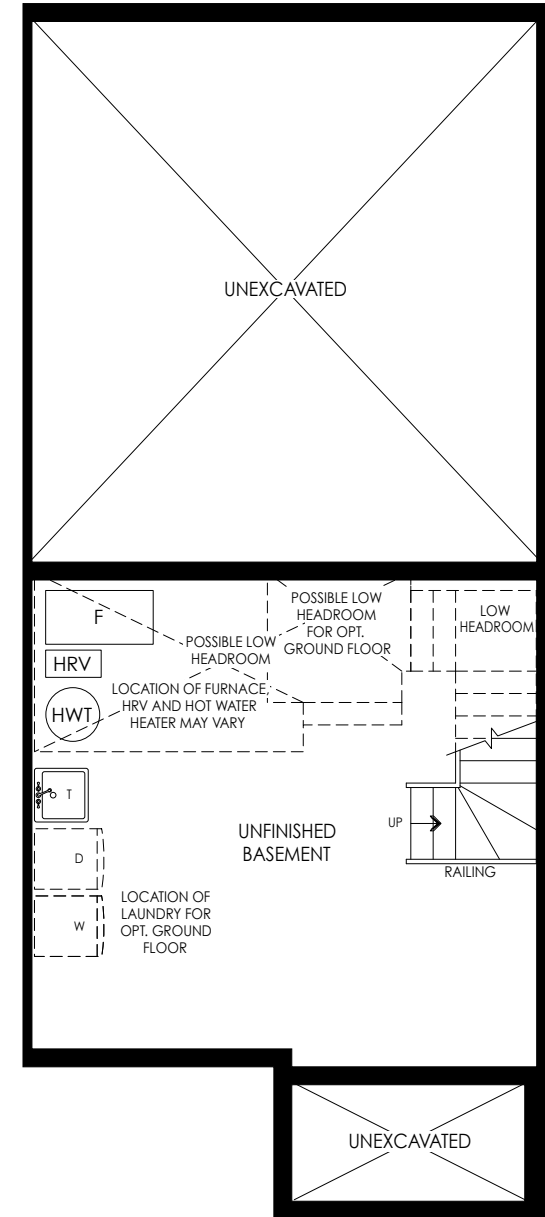 UNEXCAVATED
F
HRV
HWT
POSSIBLE LOW
HEADROOM
LOCATION OF FURNACE,
HRV AND HOT WATER
HEATER MAY VARY
POSSIBLE LOW
HEADROOM
FOR OPT.
GROUND FLOOR
LOW
HEADROOM
T
D
W
UNFINISHED
BASEMENT
UP
RAILING
LOCATION OF
LAUNDRY FOR
OPT. GROUND
FLOOR
UNEXCAVATED